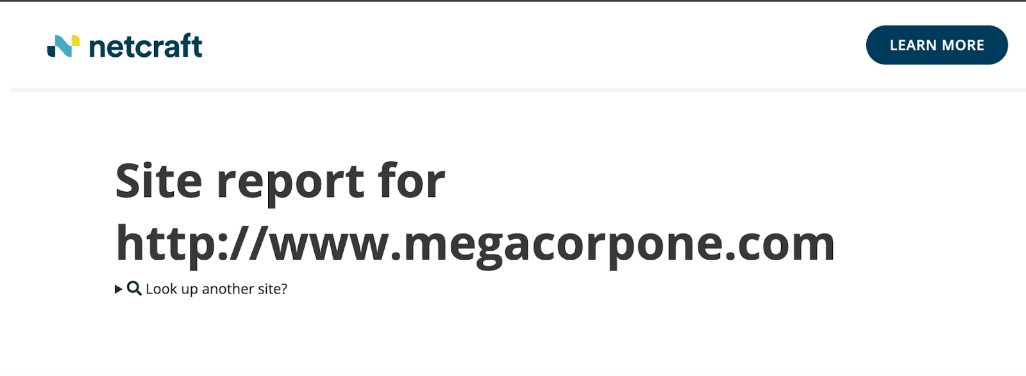 netcraft
LEARN MORE
Site report for
http://www.megacorpone.com
Look up another site?